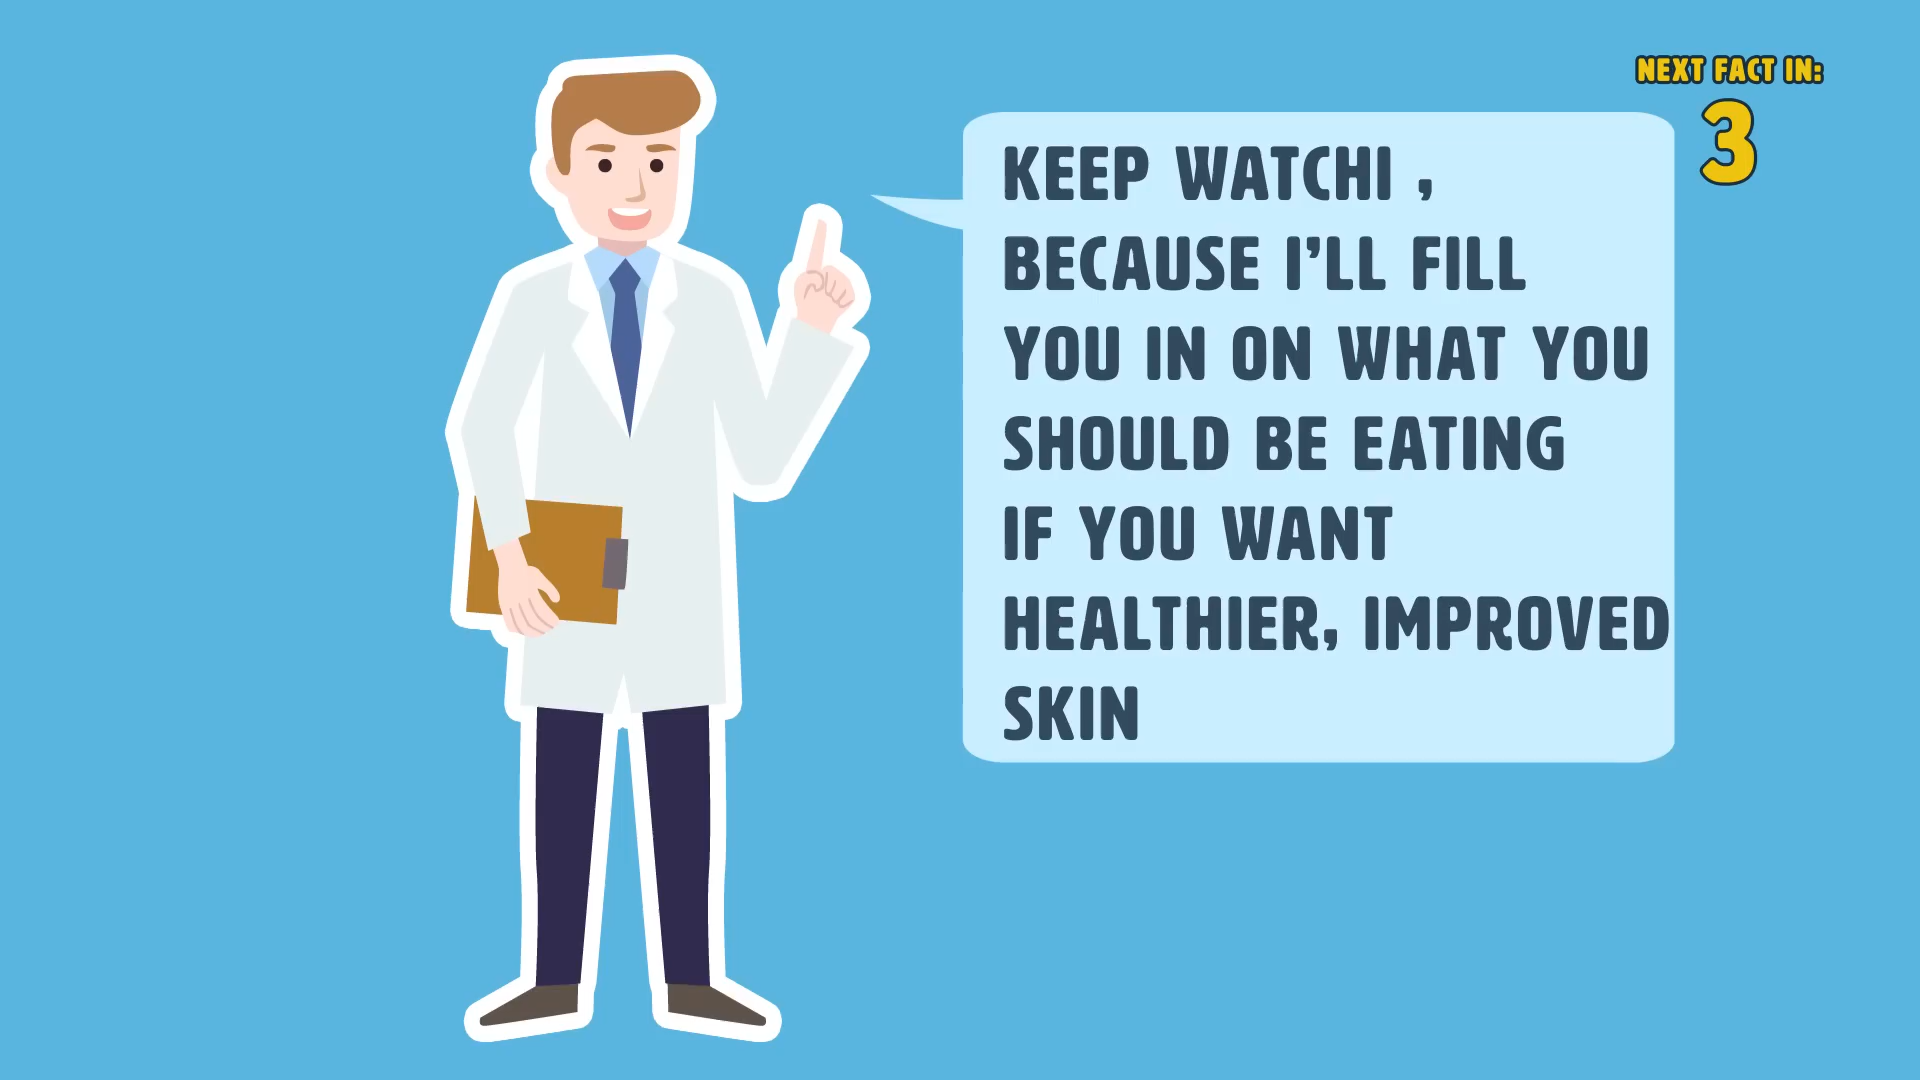 NEXT FACT IN:
3
KEEP WATCHI ,
BECAUSE I'LL FILL
YOU IN ON WHAT YOU
SHOULD BE EATING
IF YOU WANT
HEALTHIER, IMPROVED
SKIN